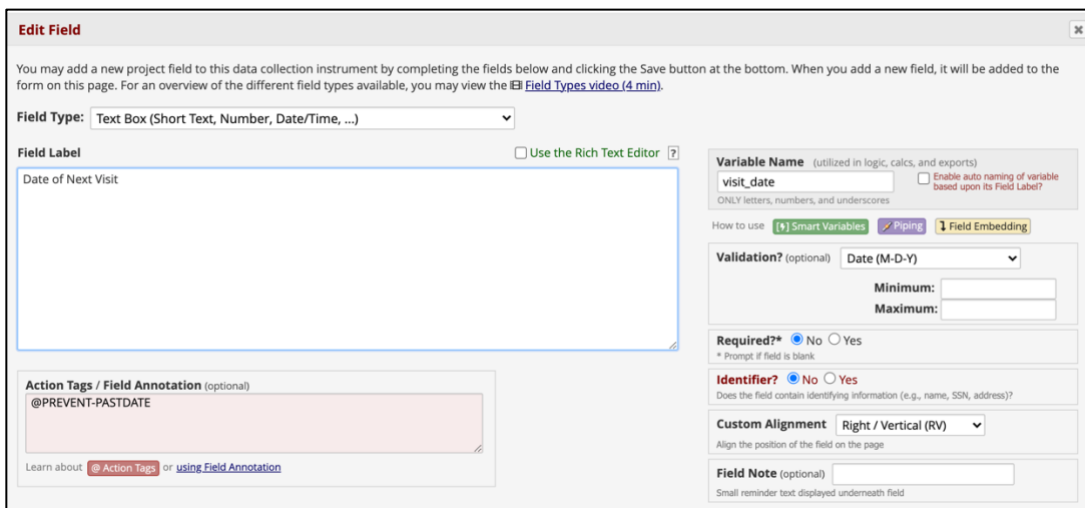 Edit Field
You may add a new project field to this data collection instrument by completing the fields below and clicking the Save button at the bottom. When you add a new field, it will be added to the
form on this page. For an overview of the different field types available, you may view the Field Types video (4 min).
Field Type: Text Box (Short Text, Number, Date/Time, ...)
Field Label
Use the Rich Text Editor ?
Date of Next Visit
Action Tags / Field Annotation (optional)
@PREVENT-PASTDATE
Learn about @ Action Tags or using Field Annotation
Variable Name (utilized in logic, calcs, and exports)
visit_date
Enable auto naming of variable
based upon its Field Label?
ONLY letters, numbers, and underscores
How to use [⚡] Smart Variables Piping Field Embedding
Validation? (optional) Date (M-D-Y)
Minimum:
Maximum:
Required?* No Yes
* Prompt if field is blank
Identifier? No Yes
Does the field contain identifying information (e.g., name, SSN, address)?
Custom Alignment Right / Vertical (RV)
Align the position of the field on the page
Field Note (optional)
Small reminder text displayed underneath field